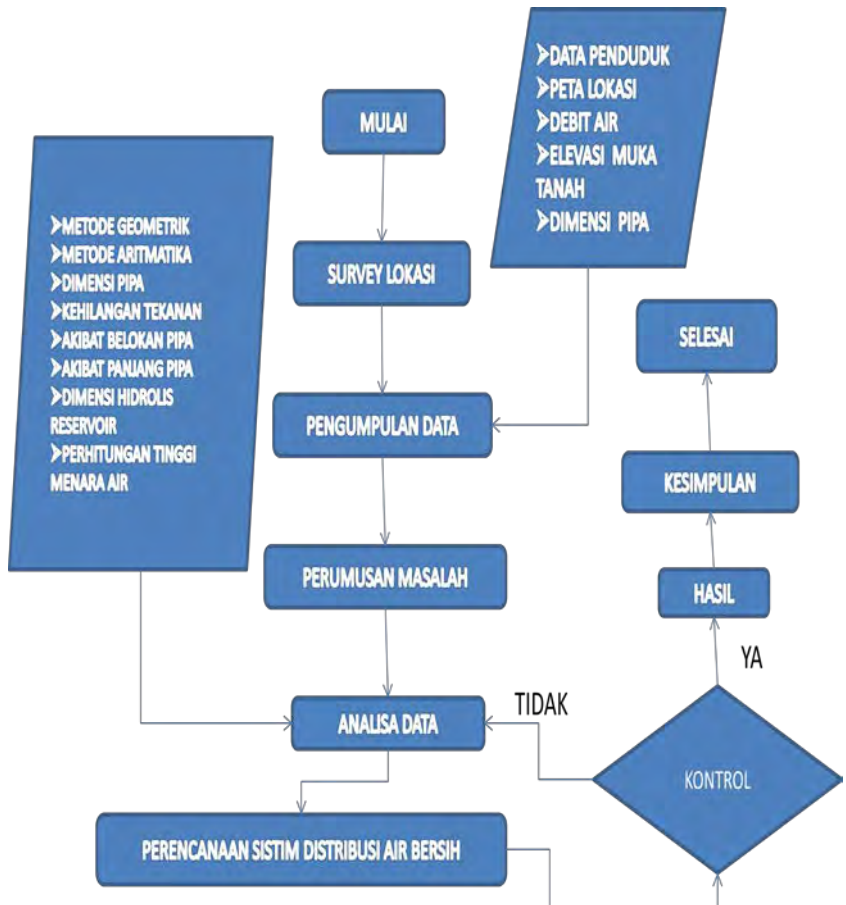 MULAI
SURVEY LOKASI
➢DATA PENDUDUK
➢PETA LOKASI
➢DEBIT AIR
➢ELEVASI MUKA
TANAH
➢DIMENSI PIPA
PENGUMPULAN DATA
PERUMUSAN MASALAH
➢METODE GEOMETRIK
➢METODE ARITMATIKA
➢DIMENSI PIPA
➢KEHILANGAN TEKANAN
➢AKIBAT BELOKAN PIPA
➢AKIBAT PANJANG PIPA
➢DIMENSI HIDROLIS
RESERVOIR
➢PERHITUNGAN TINGGI
MENARA AIR
ANALISA DATA
PERENCANAAN SISTIM DISTRIBUSI AIR BERSIH
KONTROL
TIDAK
YA
HASIL
KESIMPULAN
SELESAI